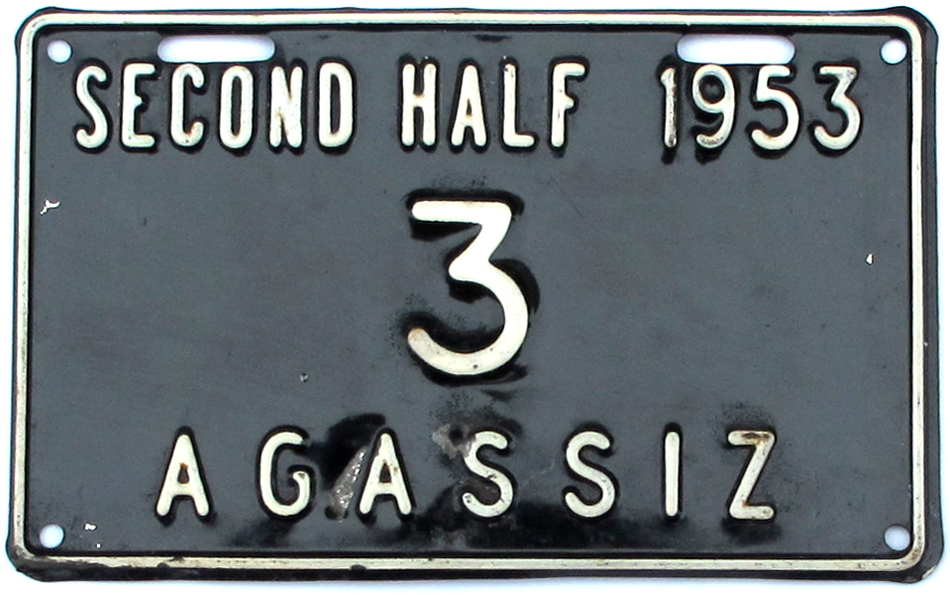 SECOND HALF 1953
3
AGASSIZ